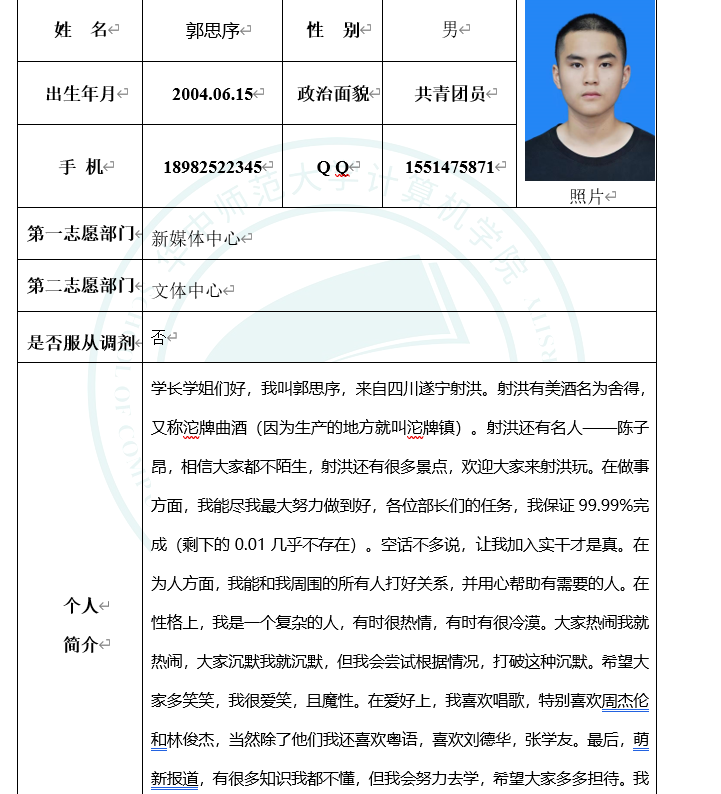 姓 名 郭思序 性 别 男
出生年月 2004.06.15 政治面貌 共青团员
手 机 18982522345 Q Q 1551475871
照片
第一志愿部门 新媒体中心
第二志愿部门 文体中心
是否服从调剂 否
个人
简介
学长学姐们好，我叫郭思序，来自四川遂宁射洪。射洪有美酒名为舍得，
又称沱牌曲酒（因为生产的地方就叫沱牌镇）。射洪还有名人——陈子
昂，相信大家都不陌生，射洪还有很多景点，欢迎大家来射洪玩。在做事
方面，我能尽我最大努力做到好，各位部长们的任务，我保证 99.99%完
成（剩下的 0.01 几乎不存在）。空话不多说，让我加入实干才是真。在
为人方面，我能和我周围的所有人打好关系，并用心帮助有需要的人。在
性格上，我是一个复杂的人，有时很热情，有时有很冷漠。大家热闹我就
热闹，大家沉默我就沉默，但我会尝试根据情况，打破这种沉默。希望大
家多笑笑，我很爱笑，且魔性。在爱好上，我喜欢唱歌，特别喜欢周杰伦
和林俊杰，当然除了他们我还喜欢粤语，喜欢刘德华，张学友。最后，萌
新报道，有很多知识我都不懂，但我会努力去学，希望大家多多担待。我
华中师范大学计算机学院